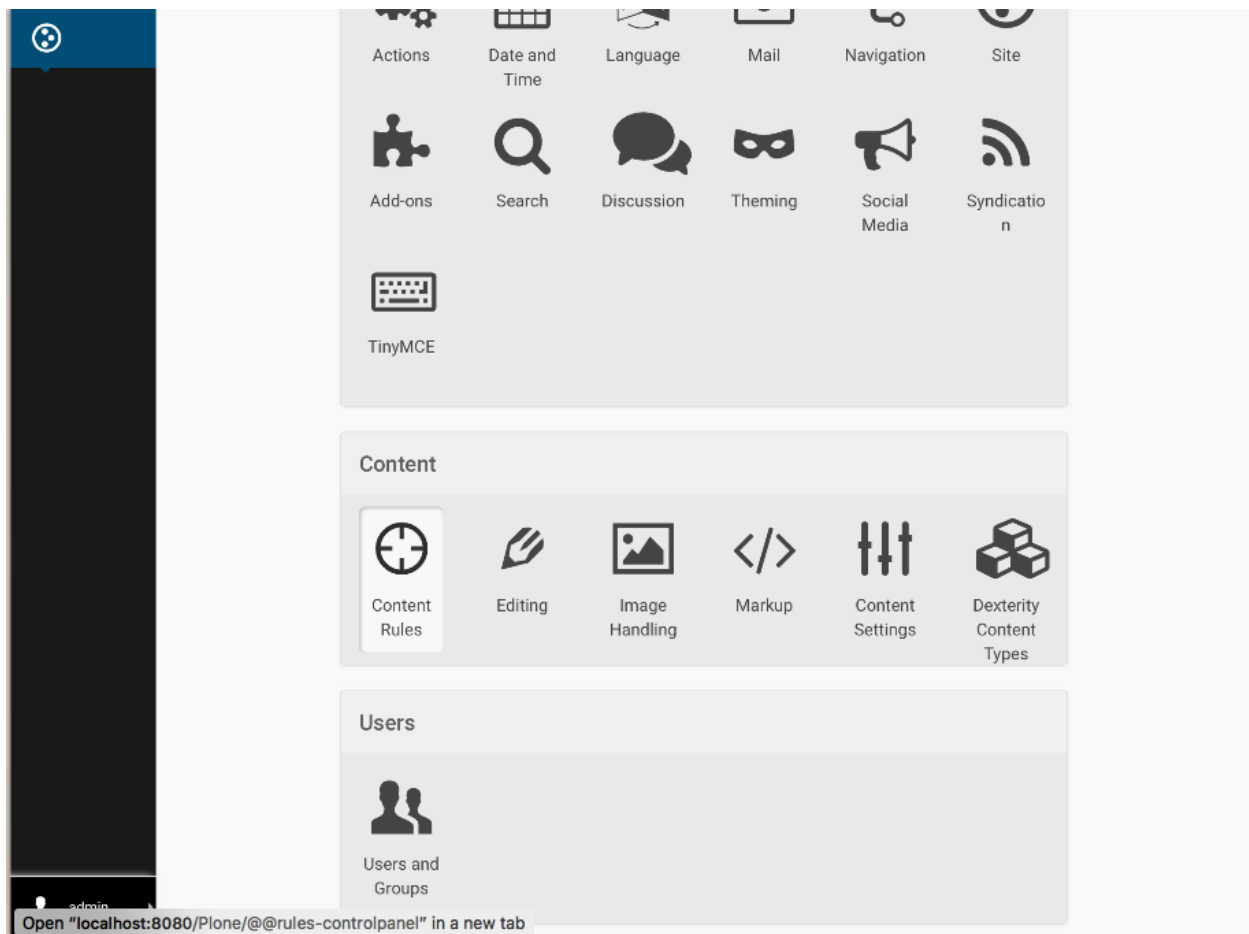 Actions Date and Language Mail Navigation Site
Time
Add-ons Search Discussion Theming Social Syndicatio
Media n
TinyMCE
Content
Content Editing Image Markup Content Dexterity
Rules Handling Settings Content
Types
Users
Users and
Groups
admin
Open "localhost:8080/Plone/@@rules-controlpanel" in a new tab